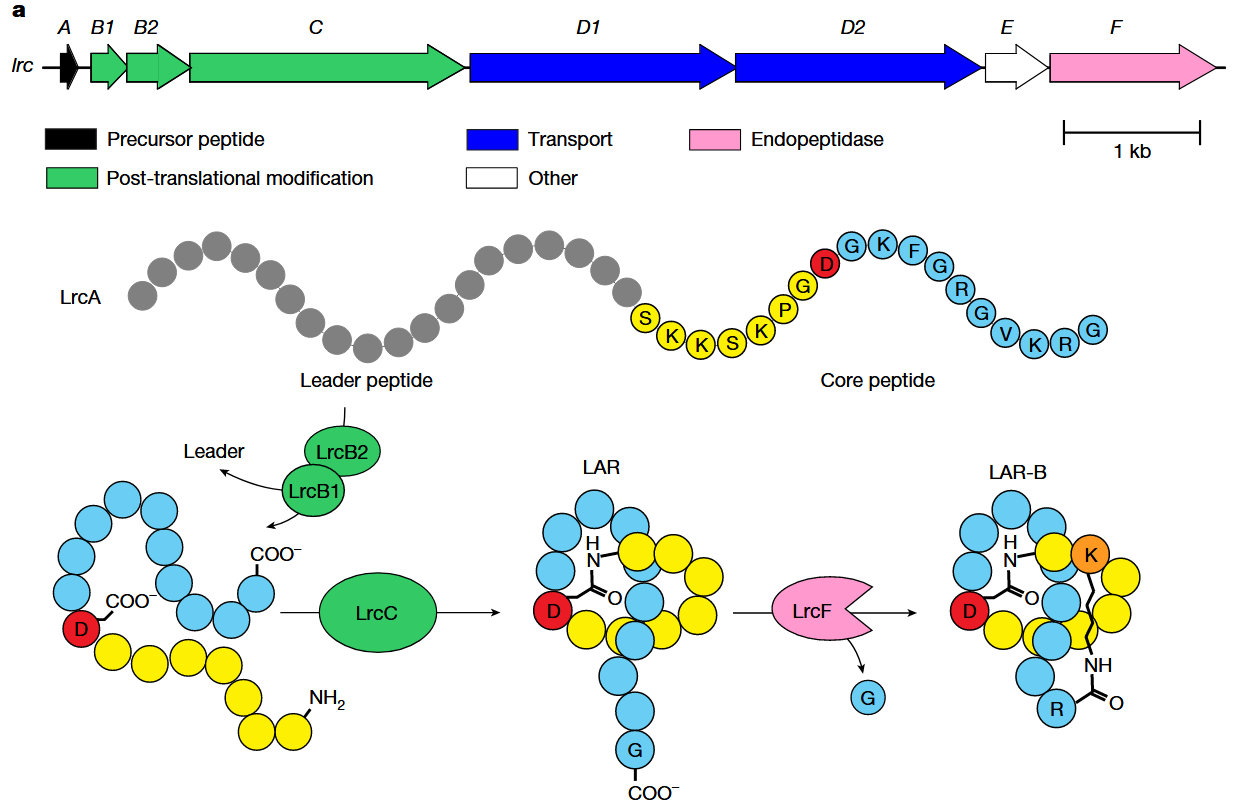 a
A B1 B2 C D1 D2 E F
lrc
Precursor peptide Transport Endopeptidase
1 kb
Post-translational modification Other
LrcA
S K K S K P G D G K F G R G V K R G
Leader peptide Core peptide
Leader
LrcB2
LrcB1
COO⁻
COO⁻
D
NH₂
LrcC
LAR
H
N
O
D
G
COO⁻
LrcF
G
LAR-B
H
N
K
O
D
NH
R
O